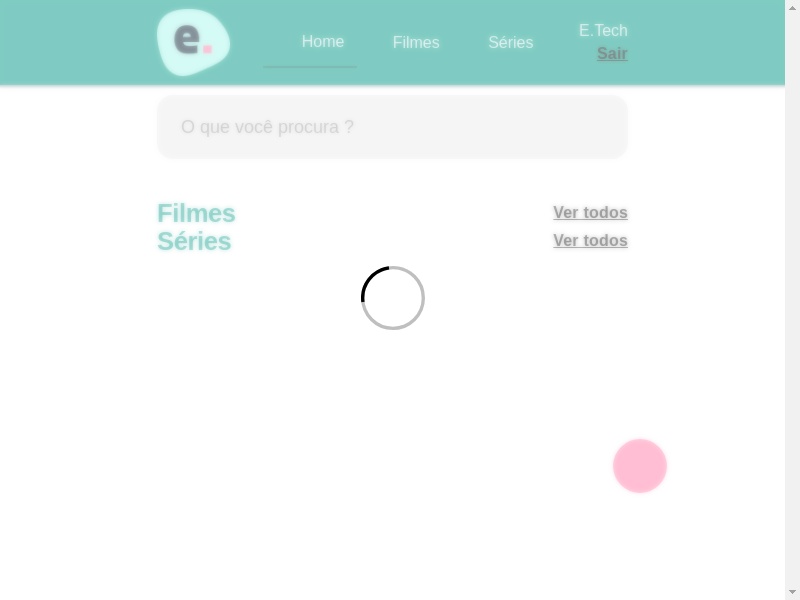 e.
Home
Filmes
Séries
E.Tech
Sair
O que você procura ?
Filmes
Ver todos
Séries
Ver todos